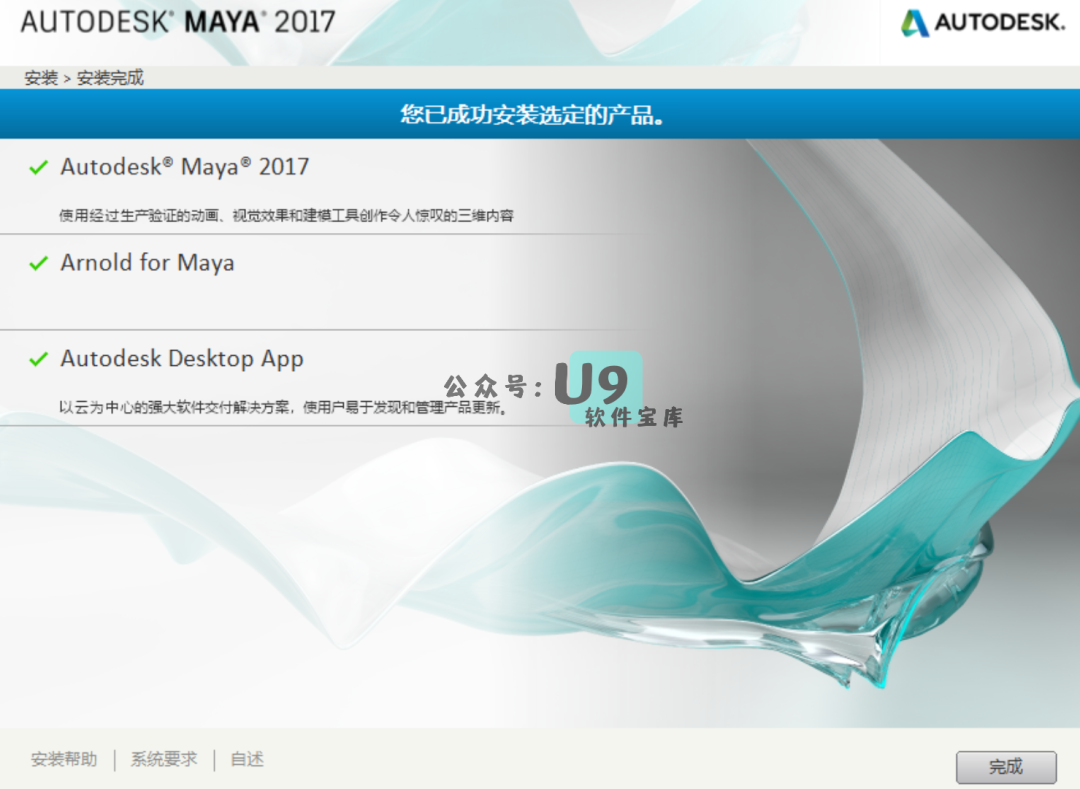 AUTODESK® MAYA® 2017
AUTODESK.
安装 > 安装完成
您已成功安装选定的产品。
Autodesk® Maya® 2017
使用经过生产验证的动画、视觉效果和建模工具创作令人惊叹的三维内容
Arnold for Maya
Autodesk Desktop App
以云为中心的强大软件交付解决方案，使用户易于发现和管理产品更新。
公众号：U9
软件宝库
安装帮助 | 系统要求 | 自述
完成